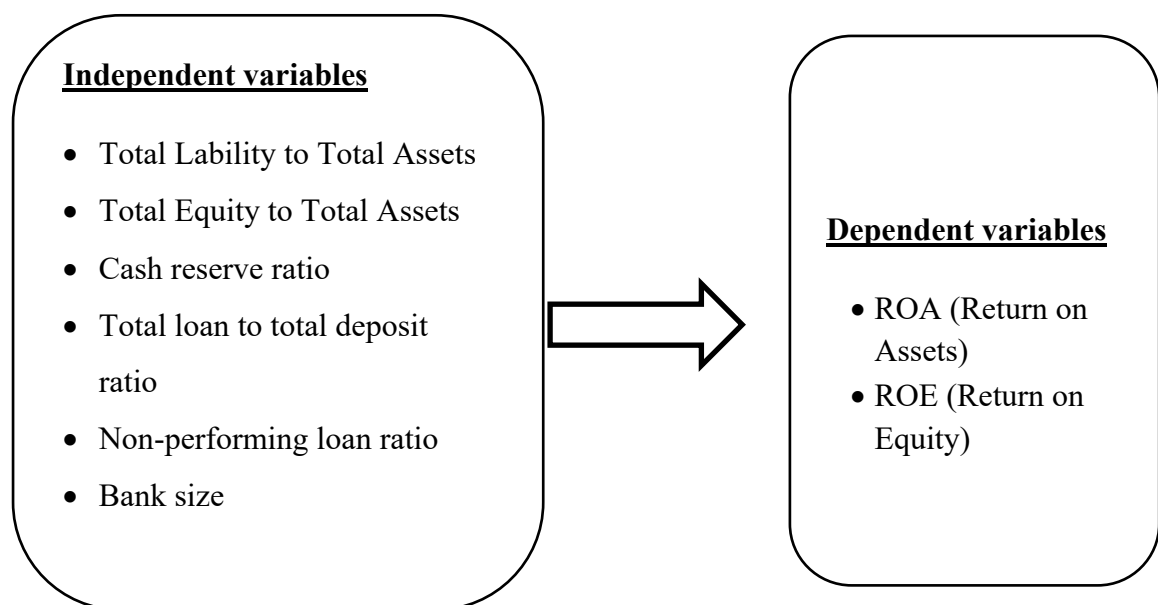 Independent variables
• Total Lability to Total Assets
• Total Equity to Total Assets
• Cash reserve ratio
• Total loan to total deposit
ratio
• Non-performing loan ratio
• Bank size
Dependent variables
• ROA (Return on
Assets)
• ROE (Return on
Equity)